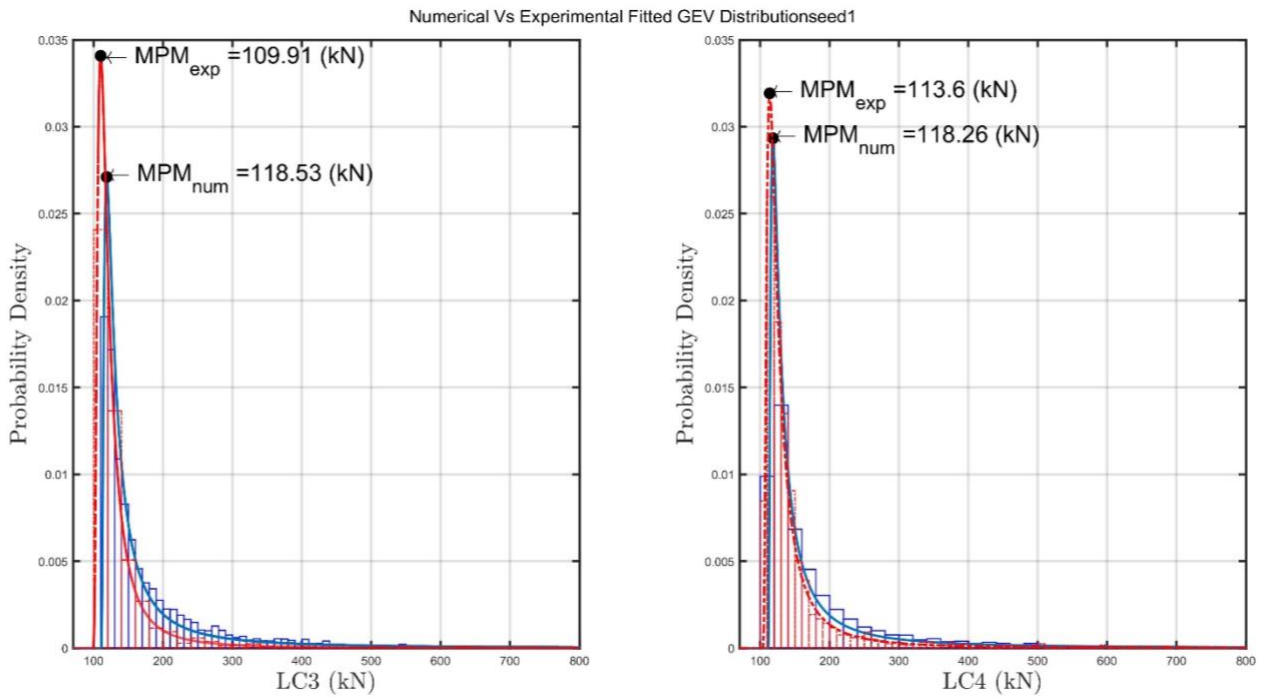 Numerical Vs Experimental Fitted GEV Distributionseed1
0.035
0.03
0.025
0.02
0.015
0.01
0.005
0
Probability Density
MPMexp =109.91 (kN)
MPMnum =118.53 (kN)
100 200 300 400 500 600 700 800
LC3 (kN)
0.035
0.03
0.025
0.02
0.015
0.01
0.005
0
Probability Density
MPMexp =113.6 (kN)
MPMnum =118.26 (kN)
100 200 300 400 500 600 700 800
LC4 (kN)